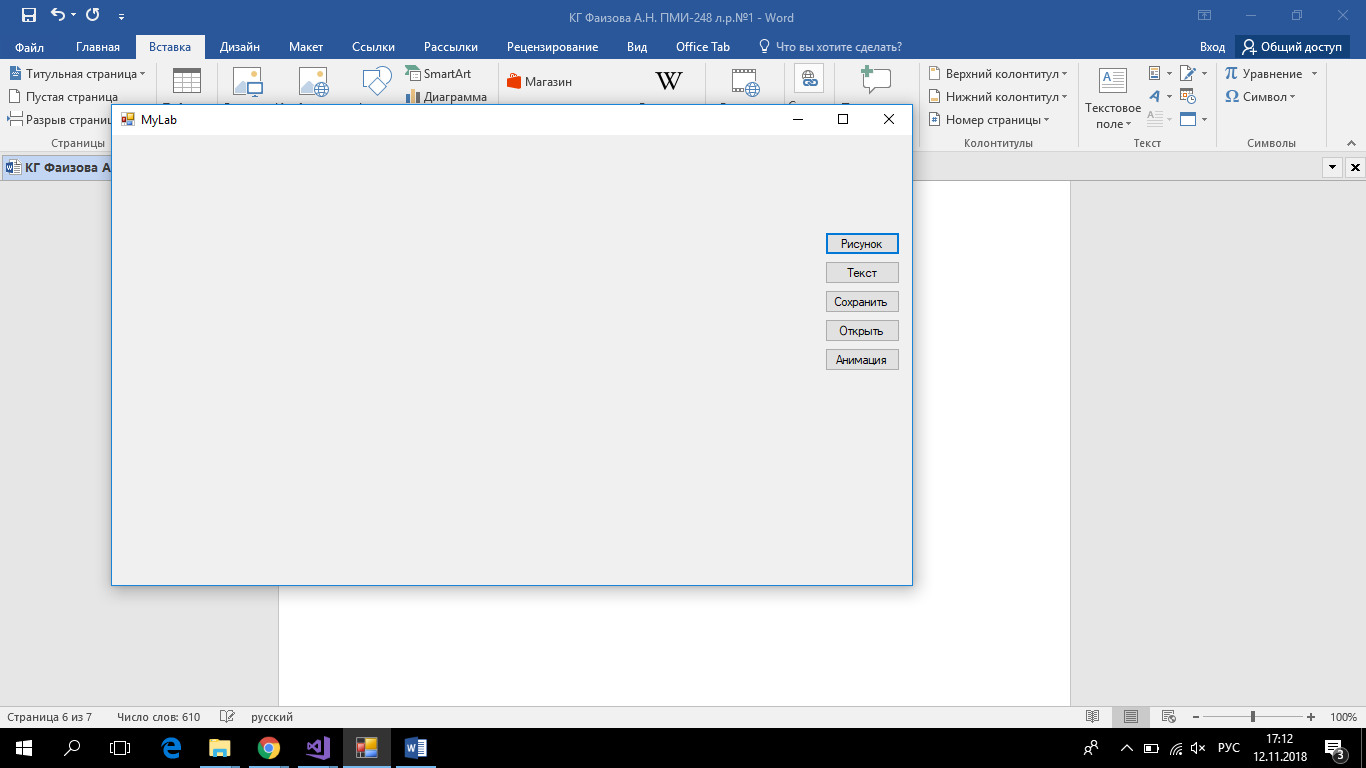 КГ Фаизова А.Н. ПМИ-248 л.р.№1 - Word
Файл Главная Вставка Дизайн Макет Ссылки Рассылки Рецензирование Вид Office Tab Что вы хотите сделать? Вход Общий доступ
Титульная страница
Пустая страница
Разрыв страниц
Страницы
SmartArt
Диаграмма
Магазин
W
Верхний колонтитул
Нижний колонтитул
Номер страницы
Колонтитулы
Текстовое
поле
Текст
Уравнение
Символ
Символы
КГ Фаизова А
MyLab
Рисунок
Текст
Сохранить
Открыть
Анимация
Страница 6 из 7 Число слов: 610 русский 100%
РУС
17:12
12.11.2018
3